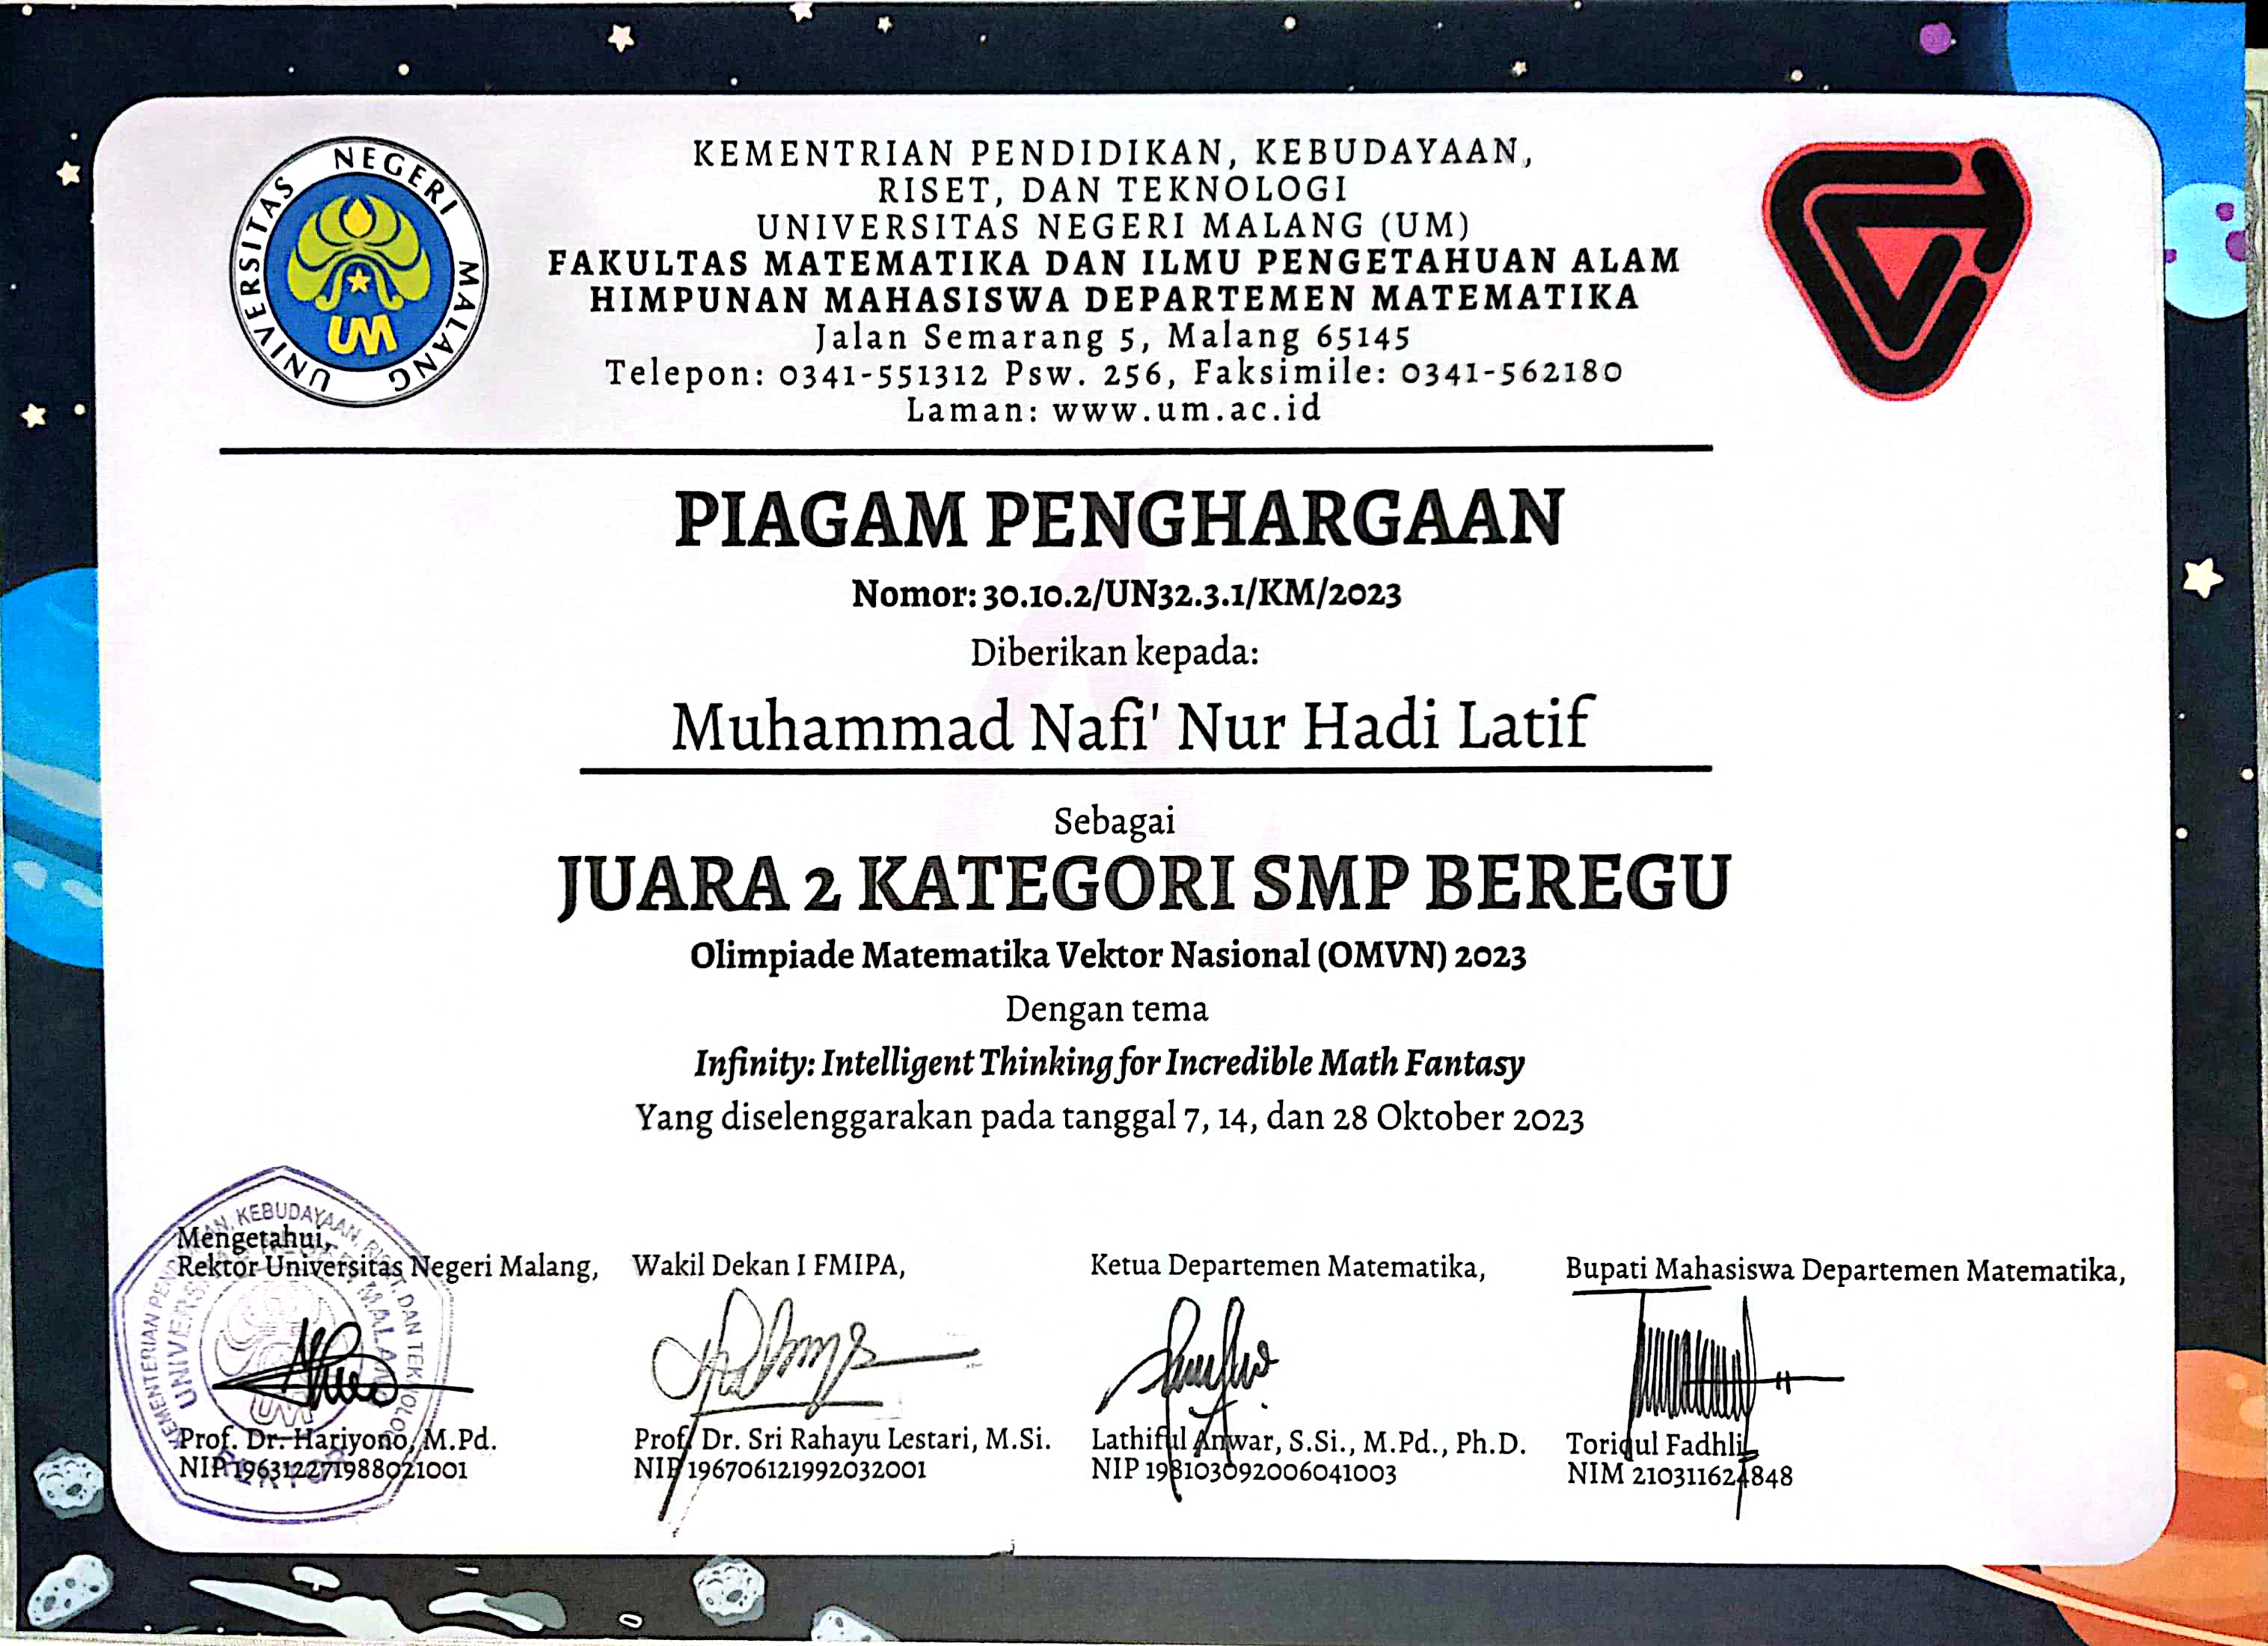 UNIVERSITAS NEGERI MALANG
UM
KEMENTRIAN PENDIDIKAN, KEBUDAYAAN,
RISET, DAN TEKNOLOGI
UNIVERSITAS NEGERI MALANG (UM)
FAKULTAS MATEMATIKA DAN ILMU PENGETAHUAN ALAM
HIMPUNAN MAHASISWA DEPARTEMEN MATEMATIKA
Jalan Semarang 5, Malang 65145
Telepon: 0341-551312 Psw. 256, Faksimile: 0341-562180
Laman: www.um.ac.id
PIAGAM PENGHARGAAN
Nomor: 30.10.2/UN32.3.1/KM/2023
Diberikan kepada:
Muhammad Nafi' Nur Hadi Latif
Sebagai
JUARA 2 KATEGORI SMP BEREGU
Olimpiade Matematika Vektor Nasional (OMVN) 2023
Dengan tema
Infinity: Intelligent Thinking for Incredible Math Fantasy
Yang diselenggarakan pada tanggal 7, 14, dan 28 Oktober 2023
Mengetahui,
Rektor Universitas Negeri Malang,
Prof. Dr. Hariyono, M.Pd.
NIP 196312271988021001
KEBUDAYAAN, RISET, DAN TEKNOLOGI
UM
REKTOR
Wakil Dekan I FMIPA,
Prof. Dr. Sri Rahayu Lestari, M.Si.
NIP 196706121992032001
Ketua Departemen Matematika,
Lathiful Anwar, S.Si., M.Pd., Ph.D.
NIP 198103092006041003
Bupati Mahasiswa Departemen Matematika,
Toriqul Fadhli
NIM 210311624848